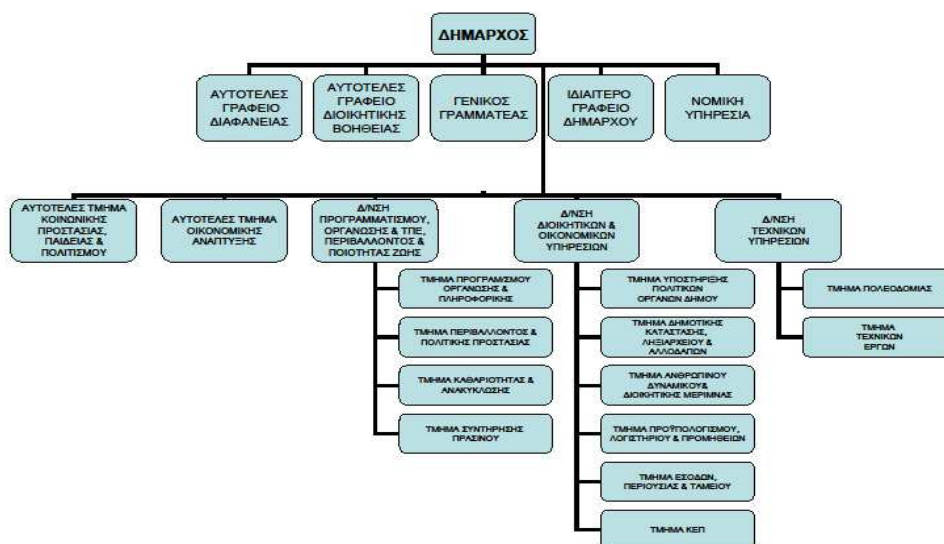 ΔΗΜΑΡΧΟΣ
ΑΥΤΟΤΕΛΕΣ
ΓΡΑΦΕΙΟ
ΔΙΑΦΑΝΕΙΑΣ
ΑΥΤΟΤΕΛΕΣ
ΓΡΑΦΕΙΟ
ΔΙΟΙΚΗΤΙΚΗΣ
ΒΟΗΘΕΙΑΣ
ΓΕΝΙΚΟΣ
ΓΡΑΜΜΑΤΕΑΣ
ΙΔΙΑΙΤΕΡΟ
ΓΡΑΦΕΙΟ
ΔΗΜΑΡΧΟΥ
ΝΟΜΙΚΗ
ΥΠΗΡΕΣΙΑ
ΑΥΤΟΤΕΛΕΣ ΤΜΗΜΑ
ΚΟΙΝΩΝΙΚΗΣ
ΠΡΟΣΤΑΣΙΑΣ,
ΠΑΙΔΕΙΑΣ &
ΠΟΛΙΤΙΣΜΟΥ
ΑΥΤΟΤΕΛΕΣ ΤΜΗΜΑ
ΟΙΚΟΝΟΜΙΚΗΣ
ΑΝΑΠΤΥΞΗΣ
Δ/ΝΣΗ
ΠΡΟΓΡΑΜΜΑΤΙΣΜΟΥ,
ΟΡΓΑΝΩΣΗΣ & ΤΠΕ,
ΠΕΡΙΒΑΛΛΟΝΤΟΣ &
ΠΟΙΟΤΗΤΑΣ ΖΩΗΣ
Δ/ΝΣΗ
ΔΙΟΙΚΗΤΙΚΩΝ &
ΟΙΚΟΝΟΜΙΚΩΝ
ΥΠΗΡΕΣΙΩΝ
Δ/ΝΣΗ
ΤΕΧΝΙΚΩΝ
ΥΠΗΡΕΣΙΩΝ
ΤΜΗΜΑ ΠΡΟΓΡΑΜ/ΣΜΟΥ
ΟΡΓΑΝΩΣΗΣ &
ΠΛΗΡΟΦΟΡΙΚΗΣ
ΤΜΗΜΑ ΠΕΡΙΒΑΛΛΟΝΤΟΣ &
ΠΟΛΙΤΙΚΗΣ ΠΡΟΣΤΑΣΙΑΣ
ΤΜΗΜΑ ΚΑΘΑΡΙΟΤΗΤΑΣ &
ΑΝΑΚΥΚΛΩΣΗΣ
ΤΜΗΜΑ ΣΥΝΤΗΡΗΣΗΣ
ΠΡΑΣΙΝΟΥ
ΤΜΗΜΑ ΥΠΟΣΤΗΡΙΞΗΣ
ΠΟΛΙΤΙΚΩΝ
ΟΡΓΑΝΩΝ ΔΗΜΟΥ
ΤΜΗΜΑ ΔΗΜΟΤΙΚΗΣ
ΚΑΤΑΣΤΑΣΗΣ,
ΛΗΞΙΑΡΧΕΙΟΥ &
ΑΛΛΟΔΑΠΩΝ
ΤΜΗΜΑ ΑΝΘΡΩΠΙΝΟΥ
ΔΥΝΑΜΙΚΟΥ&
ΔΙΟΙΚΗΤΙΚΗΣ ΜΕΡΙΜΝΑΣ
ΤΜΗΜΑ ΠΡΟΫΠΟΛΟΓΙΣΜΟΥ,
ΛΟΓΙΣΤΗΡΙΟΥ & ΠΡΟΜΗΘΕΙΩΝ
ΤΜΗΜΑ ΕΣΟΔΩΝ,
ΠΕΡΙΟΥΣΙΑΣ & ΤΑΜΕΙΟΥ
ΤΜΗΜΑ ΚΕΠ
ΤΜΗΜΑ ΠΟΛΕΟΔΟΜΙΑΣ
ΤΜΗΜΑ
ΤΕΧΝΙΚΩΝ
ΕΡΓΩΝ